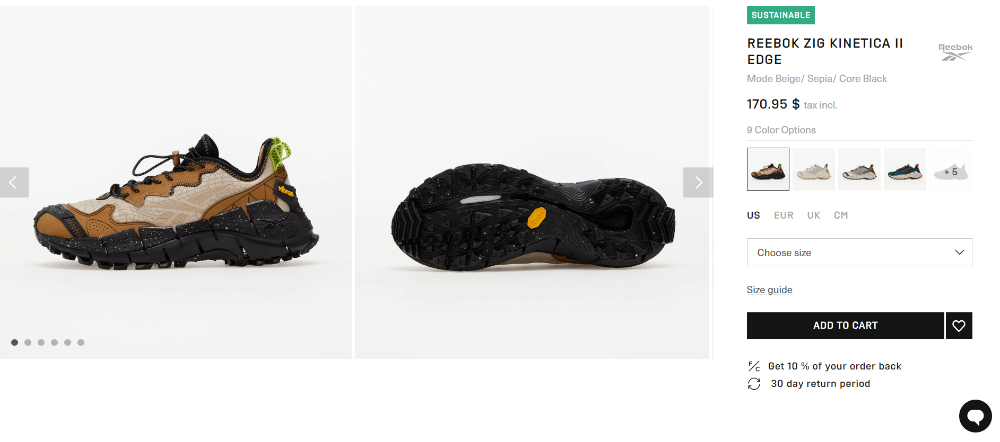 SUSTAINABLE
REEBOK ZIG KINETICA II
EDGE
Reebok
Mode Beige/ Sepia/ Core Black
170.95 $ tax incl.
9 Color Options
+ 5
US EUR UK CM
Choose size
Size guide
ADD TO CART
F/C Get 10 % of your order back
30 day return period
vibram
vibram